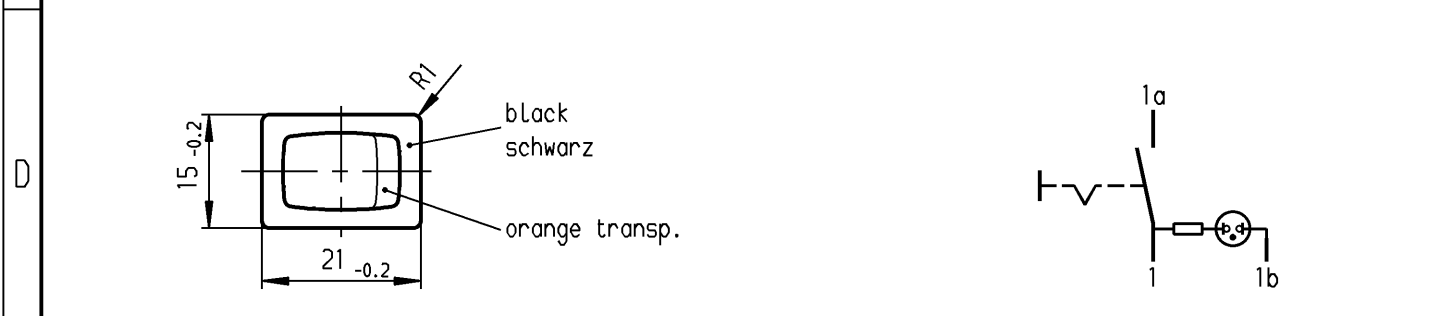 D
R1
black
schwarz
15 -0.2
orange transp.
21 -0.2
1a
1
1b